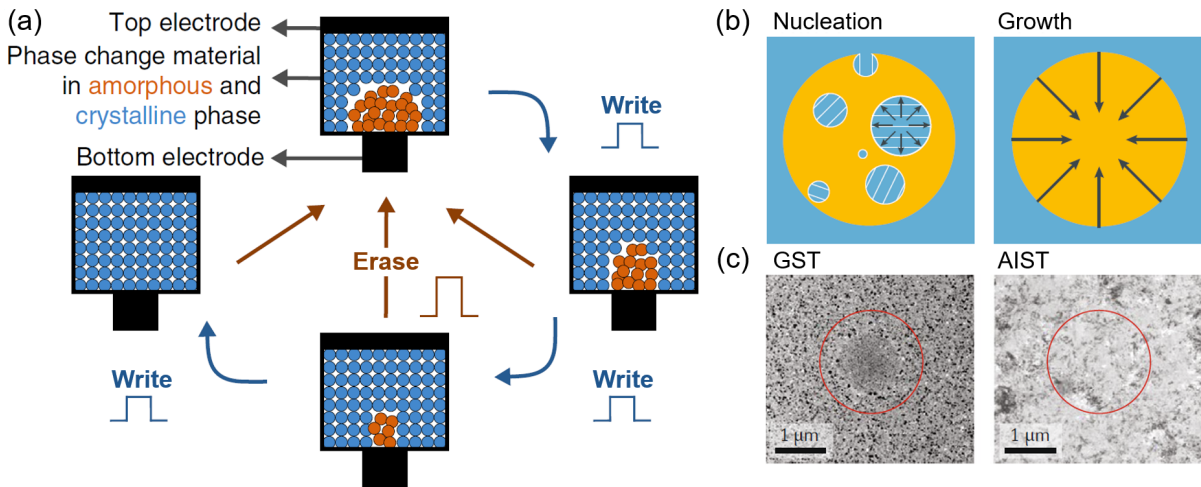 (a)
Top electrode
Phase change material
in amorphous and
crystalline phase
Bottom electrode
Write
Erase
Write
Write
(b)
Nucleation
Growth
(c)
GST
AIST
1 μm
1 μm